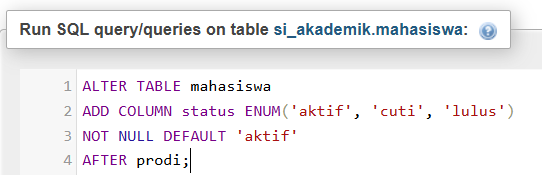 Run SQL query/queries on table si_akademik.mahasiswa:
1 ALTER TABLE mahasiswa
2 ADD COLUMN status ENUM('aktif', 'cuti', 'lulus')
3 NOT NULL DEFAULT 'aktif'
4 AFTER prodi;